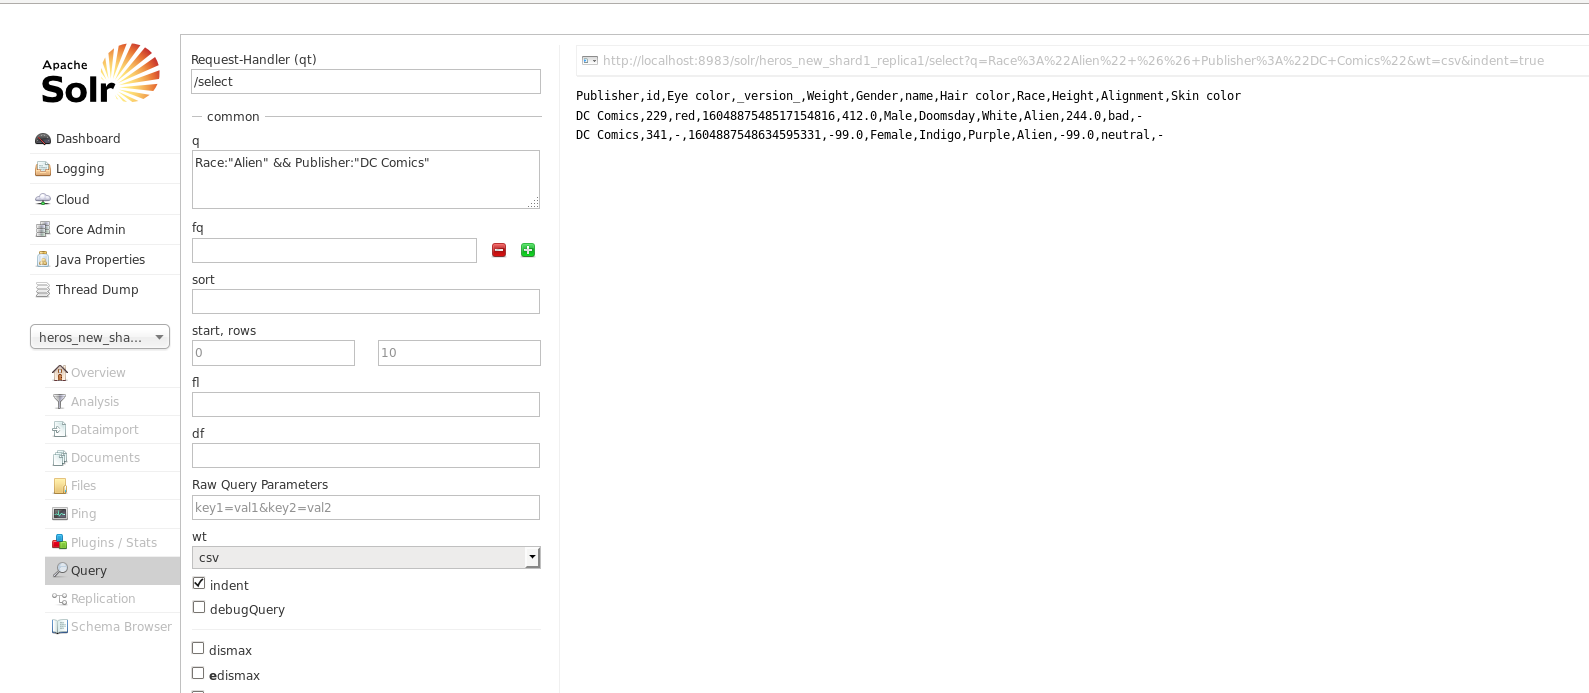 Apache
Solr
Dashboard
Logging
Cloud
Core Admin
Java Properties
Thread Dump
heros_new_sha...
Overview
Analysis
Dataimport
Documents
Files
Ping
Plugins / Stats
Query
Replication
Schema Browser
Request-Handler (qt)
/select
common
q
Race:"Alien" && Publisher:"DC Comics"
fq
sort
start, rows
0 10
fl
df
Raw Query Parameters
key1=val1&key2=val2
wt
csv
indent
debugQuery
dismax
edismax
http://localhost:8983/solr/heros_new_shard1_replica1/select?q=Race%3A%22Alien%22+%26%26+Publisher%3A%22DC+Comics%22&wt=csv&indent=true
Publisher,id,Eye color,_version_,Weight,Gender,name,Hair color,Race,Height,Alignment,Skin color
DC Comics,229,red,1604887548517154816,412.0,Male,Doomsday,White,Alien,244.0,bad,-
DC Comics,341,-,1604887548634595331,-99.0,Female,Indigo,Purple,Alien,-99.0,neutral,-